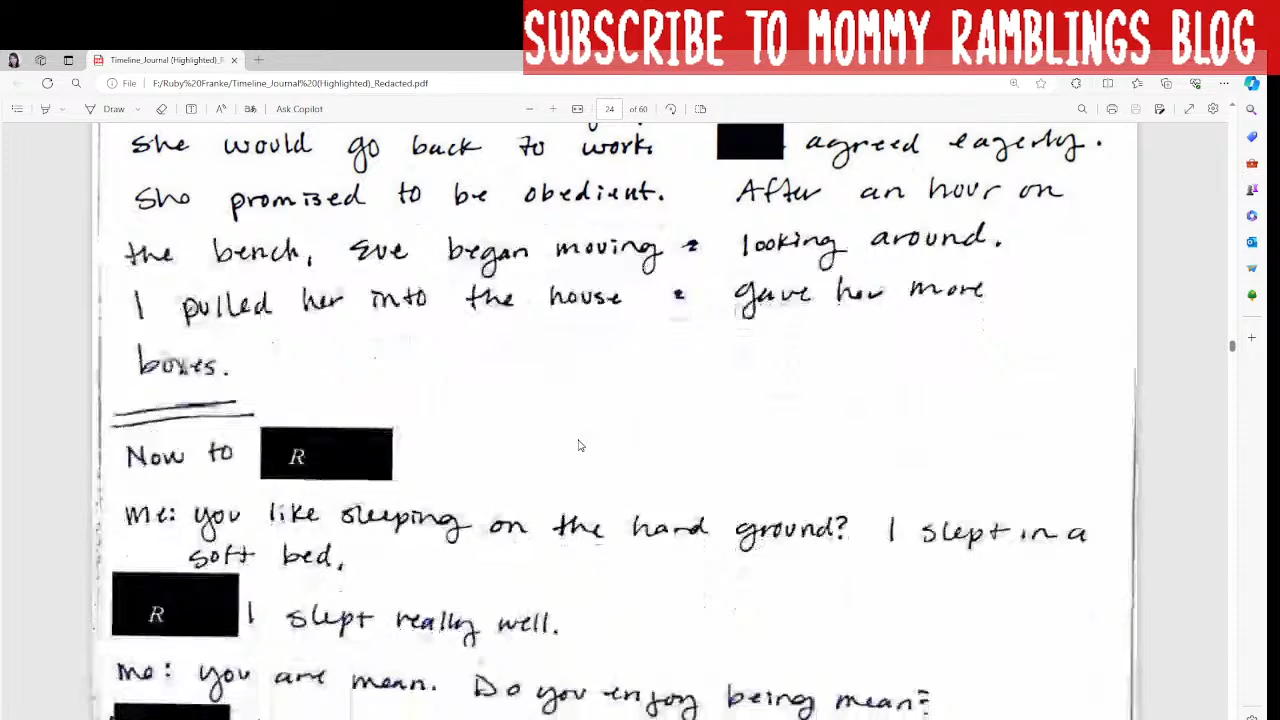 SUBSCRIBE TO MOMMY RAMBLINGS BLOG
Timeline_Journal (Highlighted)_R
File F:/Ruby%20Franke/Timeline_Journal%20(Highlighted)_Redacted.pdf
Draw Ask Copilot 24 of 60
she would go back to work. agreed eagerly.
She promised to be obedient. After an hour on
the bench, Eve began moving & looking around.
I pulled her into the house & gave her more
boxes.
Now to R
Me: you like sleeping on the hard ground? I slept in a
soft bed.
R I slept really well.
Me: you are mean. Do you enjoy being mean?